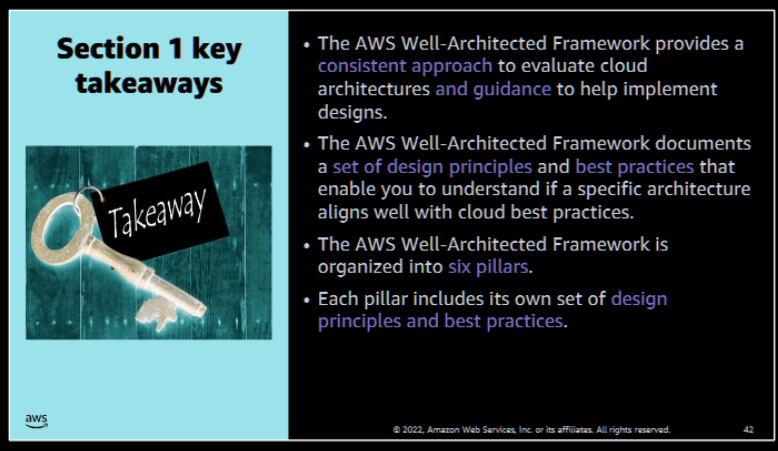 Section 1 key
takeaways
Takeaway
• The AWS Well-Architected Framework provides a
consistent approach to evaluate cloud
architectures and guidance to help implement
designs.
• The AWS Well-Architected Framework documents
a set of design principles and best practices that
enable you to understand if a specific architecture
aligns well with cloud best practices.
• The AWS Well-Architected Framework is
organized into six pillars.
• Each pillar includes its own set of design
principles and best practices.
aws
© 2022, Amazon Web Services, Inc. or its affiliates. All rights reserved.
42